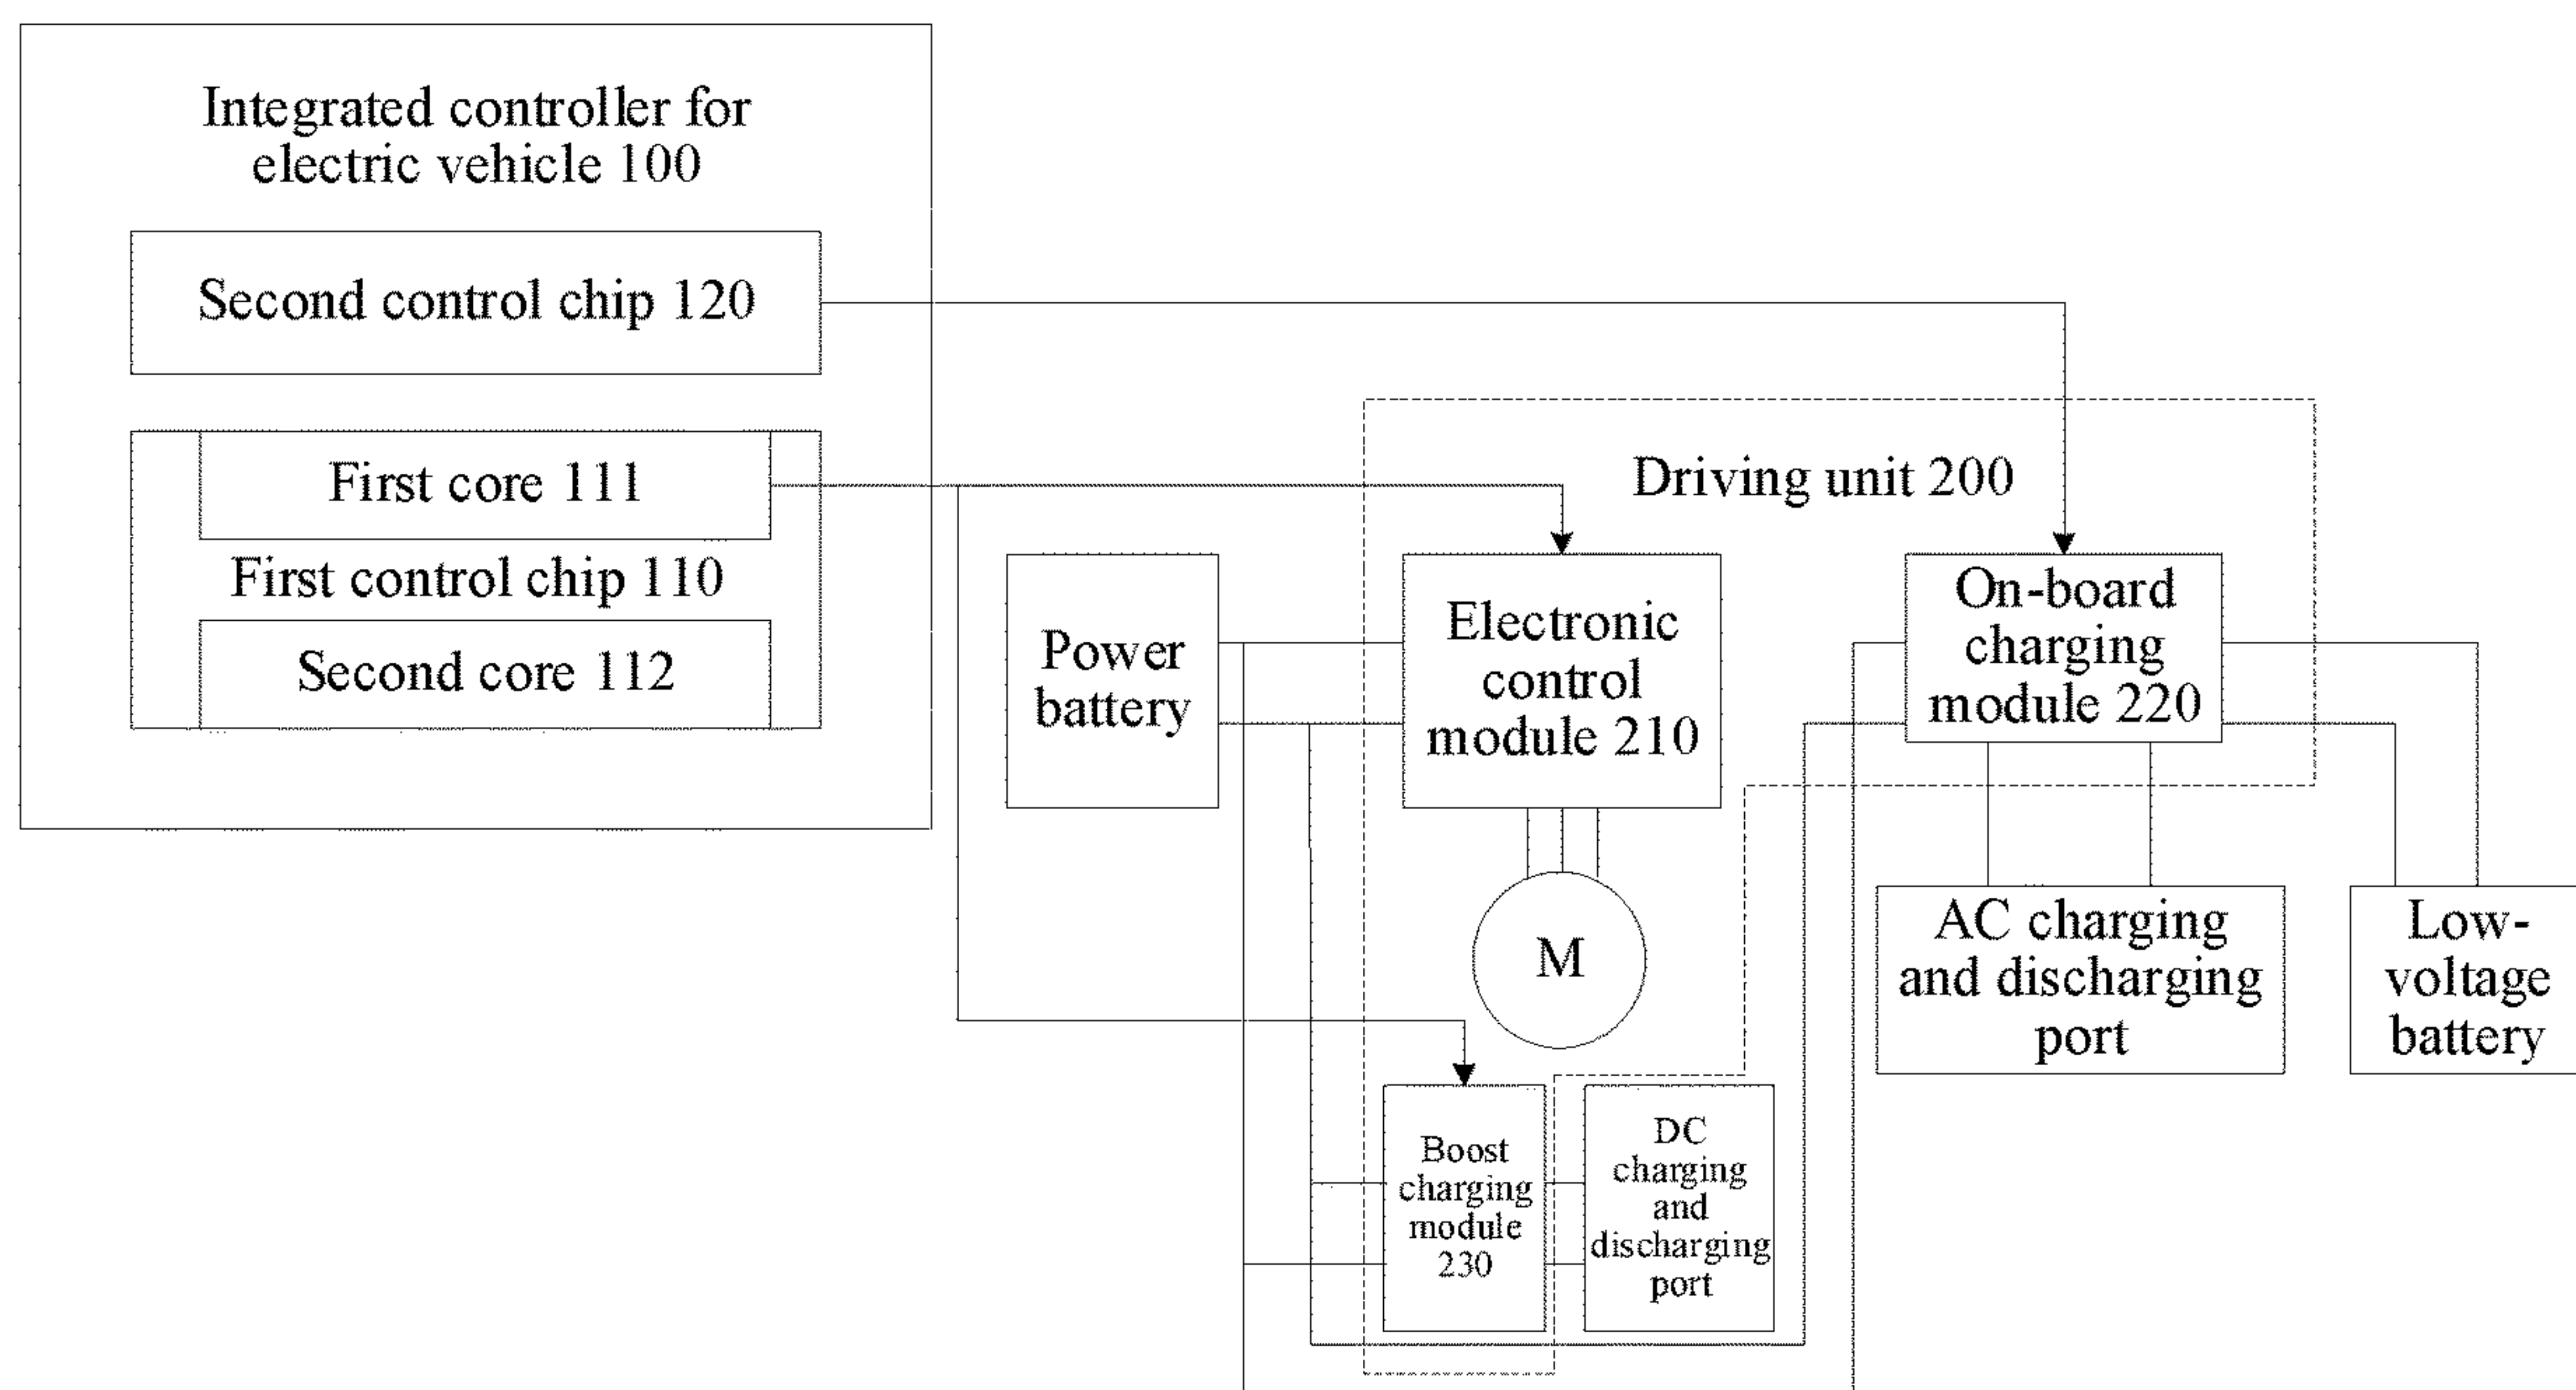 Integrated controller for
electric vehicle 100
Second control chip 120
First core 111
First control chip 110
Second core 112
Driving unit 200
Power
battery
Electronic
control
module 210
On-board
charging
module 220
M
AC charging
and discharging
port
Low-
voltage
battery
Boost
charging
module
230
DC
charging
and
discharging
port